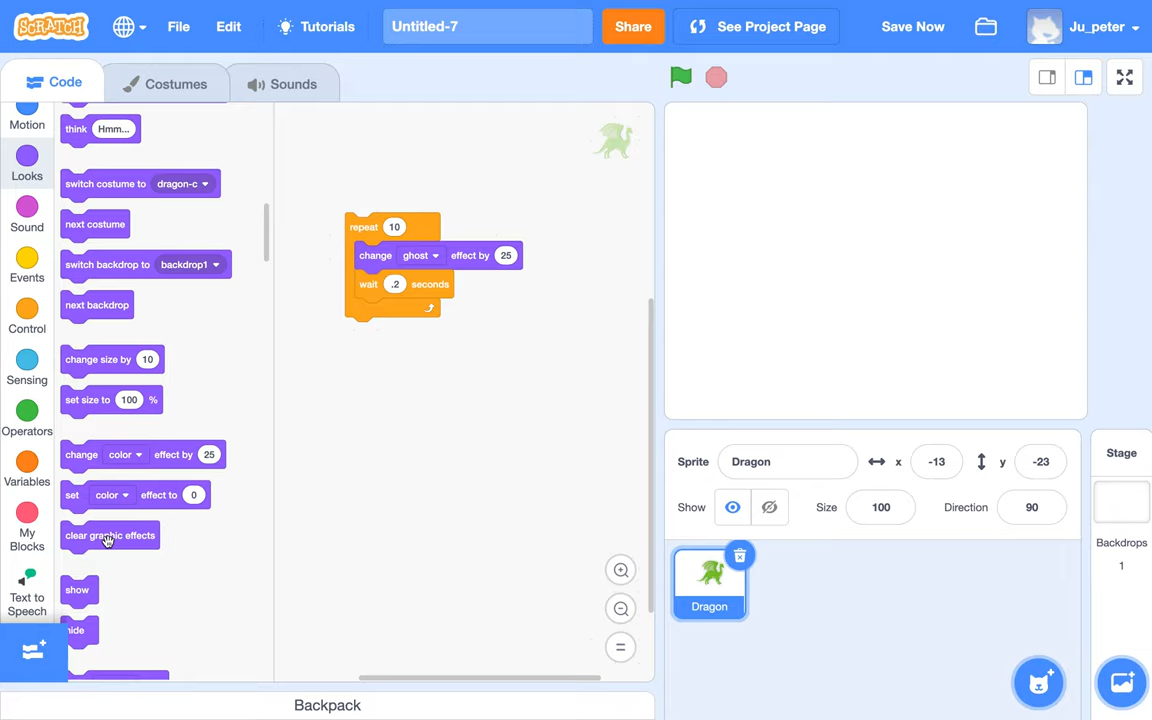 SCRATCH
File
Edit
Tutorials
Untitled-7
Share
See Project Page
Save Now
Ju_peter
Code
Costumes
Sounds
Motion
Looks
Sound
Events
Control
Sensing
Operators
Variables
My
Blocks
Text to
Speech
think Hmm...
switch costume to dragon-c
next costume
switch backdrop to backdrop1
next backdrop
change size by 10
set size to 100 %
change color effect by 25
set color effect to 0
clear graphic effects
show
hide
repeat 10
change ghost effect by 25
wait .2 seconds
Backpack
Sprite Dragon x -13 y -23
Show Size 100 Direction 90
Dragon
Stage
Backdrops
1